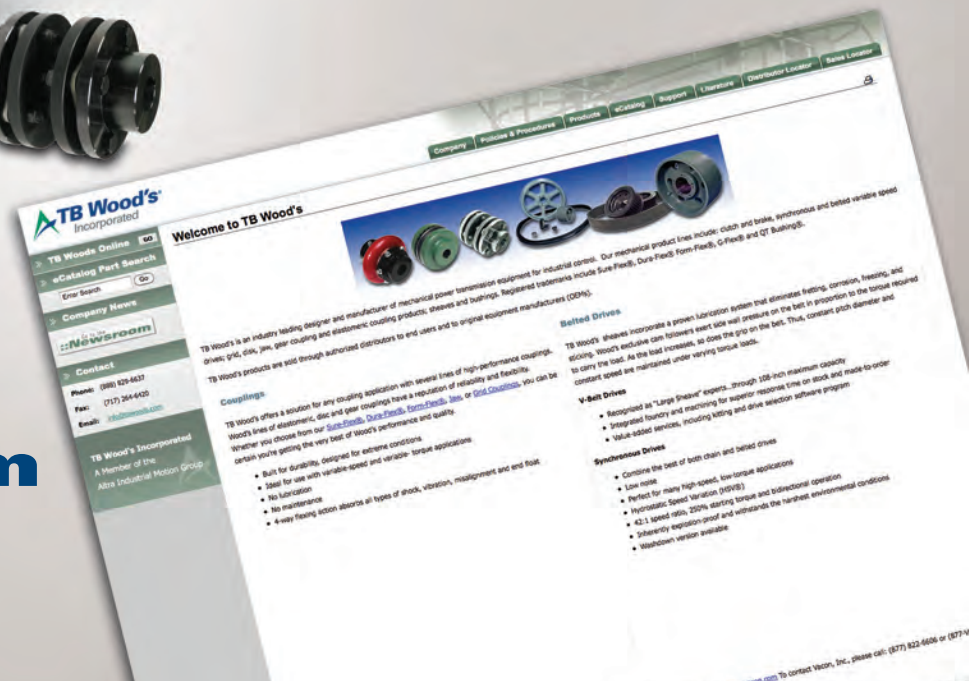 Company
Policies & Procedures
Products
eCatalog
Support
Literature
Distributor Locator
Sales Locator
TB Wood's
Incorporated
» TB Woods Online GO
» eCatalog Part Search
Enter Search Go
» Company News
::Newsroom
» Contact
Phone: (888) 829-6637
Fax: (717) 264-6420
Email: info@tbwoods.com
TB Wood's Incorporated
A Member of the
Altra Industrial Motion Group
m
Welcome to TB Wood's
TB Wood's is an industry leading designer and manufacturer of mechanical power transmission equipment for industrial control. Our mechanical product lines include: clutch and brake, synchronous and belted variable speed
drives; grid, disk, jaw, gear coupling and elastomeric coupling products; sheaves and bushings. Registered trademarks include Sure-Flex®, Dura-Flex®, Form-Flex®, G-Flex® and QT Bushing®.
TB Wood's products are sold through authorized distributors to end users and to original equipment manufacturers (OEMs).
Couplings
TB Wood's offers a solution for any coupling application with several lines of high-performance couplings.
Wood's lines of elastomeric, disc and gear couplings have a reputation of reliability and flexibility.
Whether you choose from our Sure-Flex®, Dura-Flex®, Form-Flex®, Jaw, or Grid Couplings, you can be
certain you're getting the very best of Wood's performance and quality.
• Built for durability, designed for extreme conditions
• Ideal for use with variable-speed and variable- torque applications
• No lubrication
• No maintenance
• 4-way flexing action absorbs all types of shock, vibration, misalignment and end float
Belted Drives
TB Wood's sheaves incorporate a proven lubrication system that eliminates fretting, corrosion, freezing, and
sticking. Wood's exclusive cam followers exert side wall pressure on the belt in proportion to the torque required
to carry the load. As the load increases, so does the grip on the belt. Thus, constant pitch diameter and
constant speed are maintained under varying torque loads.
V-Belt Drives
• Recognized as "Large Sheave" experts...through 108-inch maximum capacity
• Integrated foundry and machining for superior response time on stock and made-to-order
• Value-added services, including kitting and drive selection software program
Synchronous Drives
• Combine the best of both chain and belted drives
• Low noise
• Perfect for many high-speed, low-torque applications
• Hydrostatic Speed Variation (HSV®)
• 42:1 speed ratio, 250% starting torque and bidirectional operation
• Inherently explosion-proof and withstands the harshest environmental conditions
• Washdown version available
To contact Vacon, Inc., please call: (877) 822-6606 or (877-V